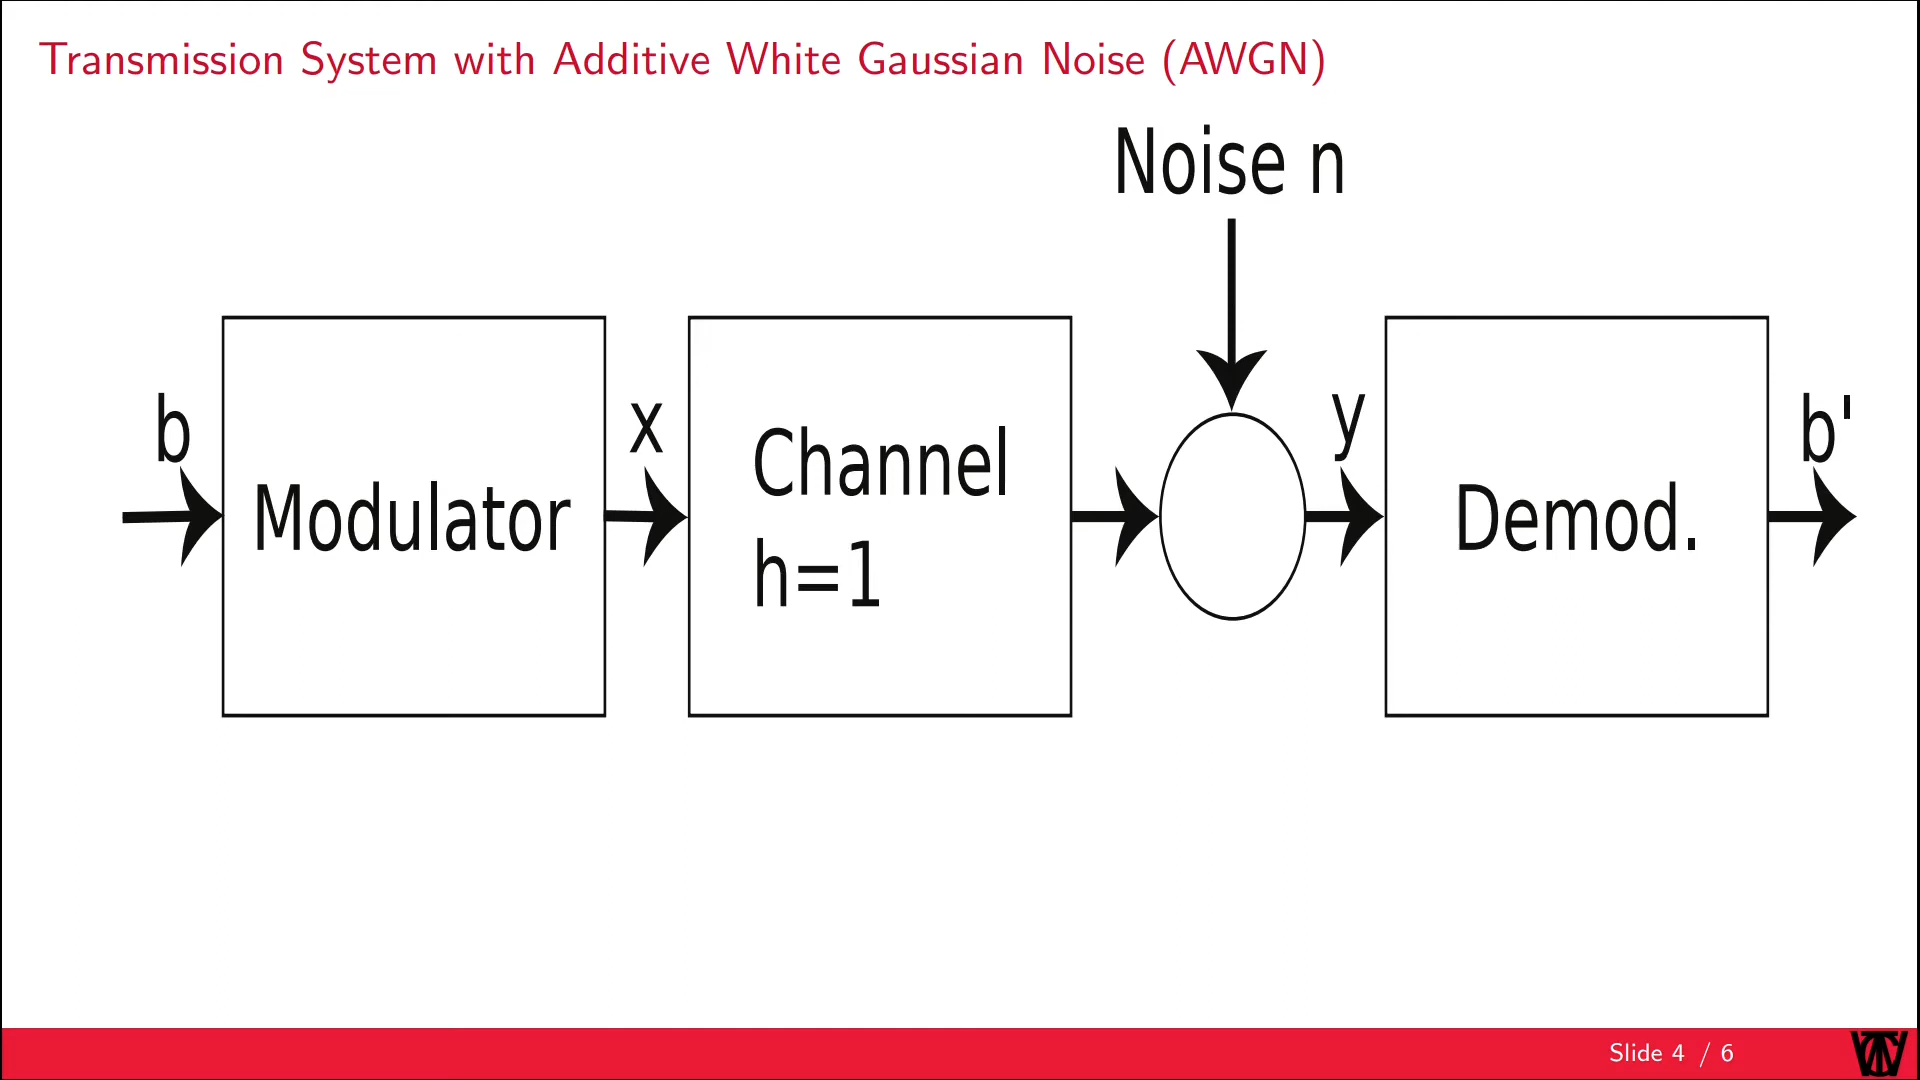 Transmission System with Additive White Gaussian Noise (AWGN)
Noise n
b
Modulator
x
Channel
h=1
y
Demod.
b'
Slide 4 / 6